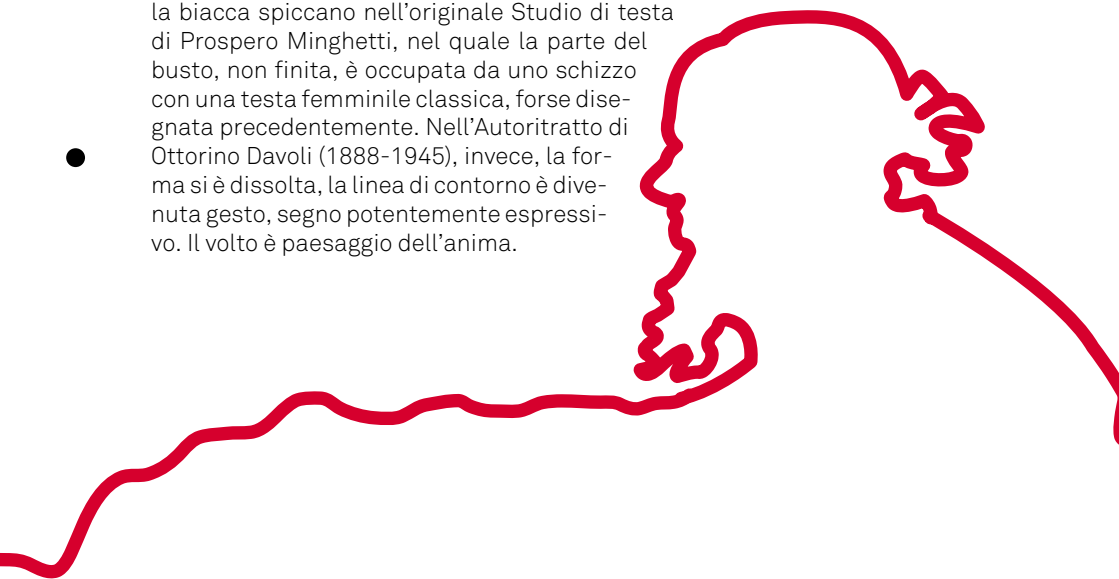 la biacca spiccano nell’originale Studio di testa
di Prospero Minghetti, nel quale la parte del
busto, non finita, è occupata da uno schizzo
con una testa femminile classica, forse dise-
gnata precedentemente. Nell’Autoritratto di
Ottorino Davoli (1888-1945), invece, la for-
ma si è dissolta, la linea di contorno è dive-
nuta gesto, segno potentemente espressi-
vo. Il volto è paesaggio dell’anima.